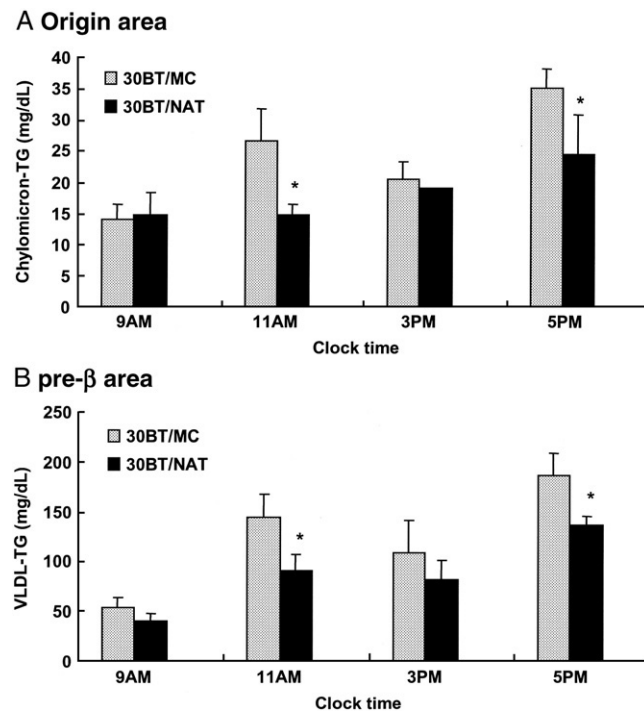 A Origin area
40
35
30
25
20
15
10
5
0
Chylomicron-TG (mg/dL)
30BT/MC
30BT/NAT
*
*
9AM 11AM 3PM 5PM
Clock time
B pre-β area
250
200
150
100
50
0
VLDL-TG (mg/dL)
30BT/MC
30BT/NAT
*
*
9AM 11AM 3PM 5PM
Clock time